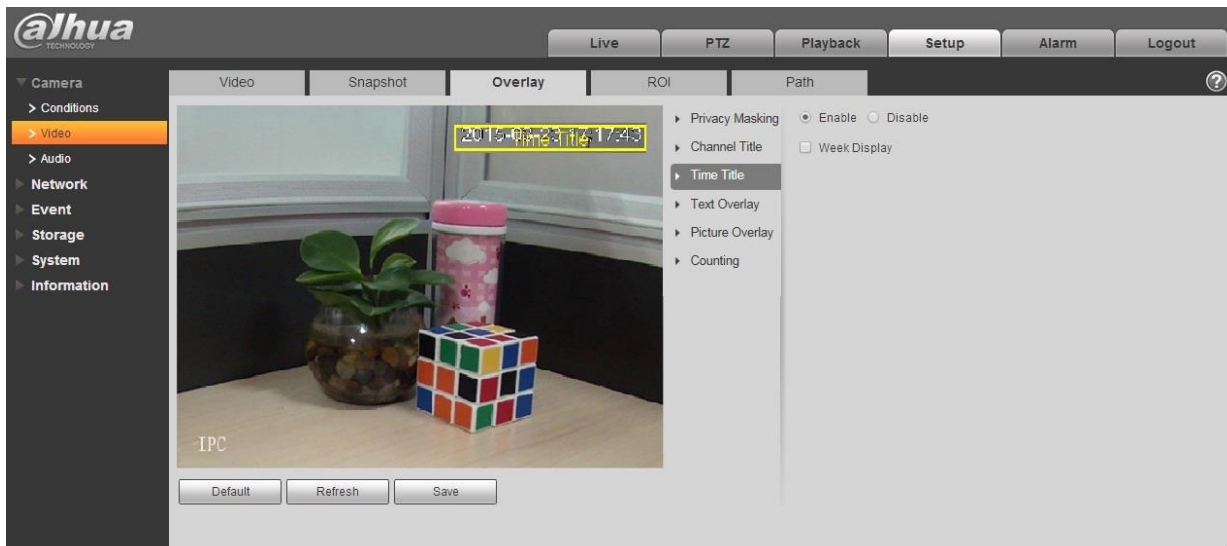 alhua
TECHNOLOGY
Live
PTZ
Playback
Setup
Alarm
Logout
Camera
Conditions
Video
Audio
Network
Event
Storage
System
Information
Video
Snapshot
Overlay
ROI
Path
Time Title
IPC
Default
Refresh
Save
Privacy Masking
Channel Title
Time Title
Text Overlay
Picture Overlay
Counting
Enable
Disable
Week Display